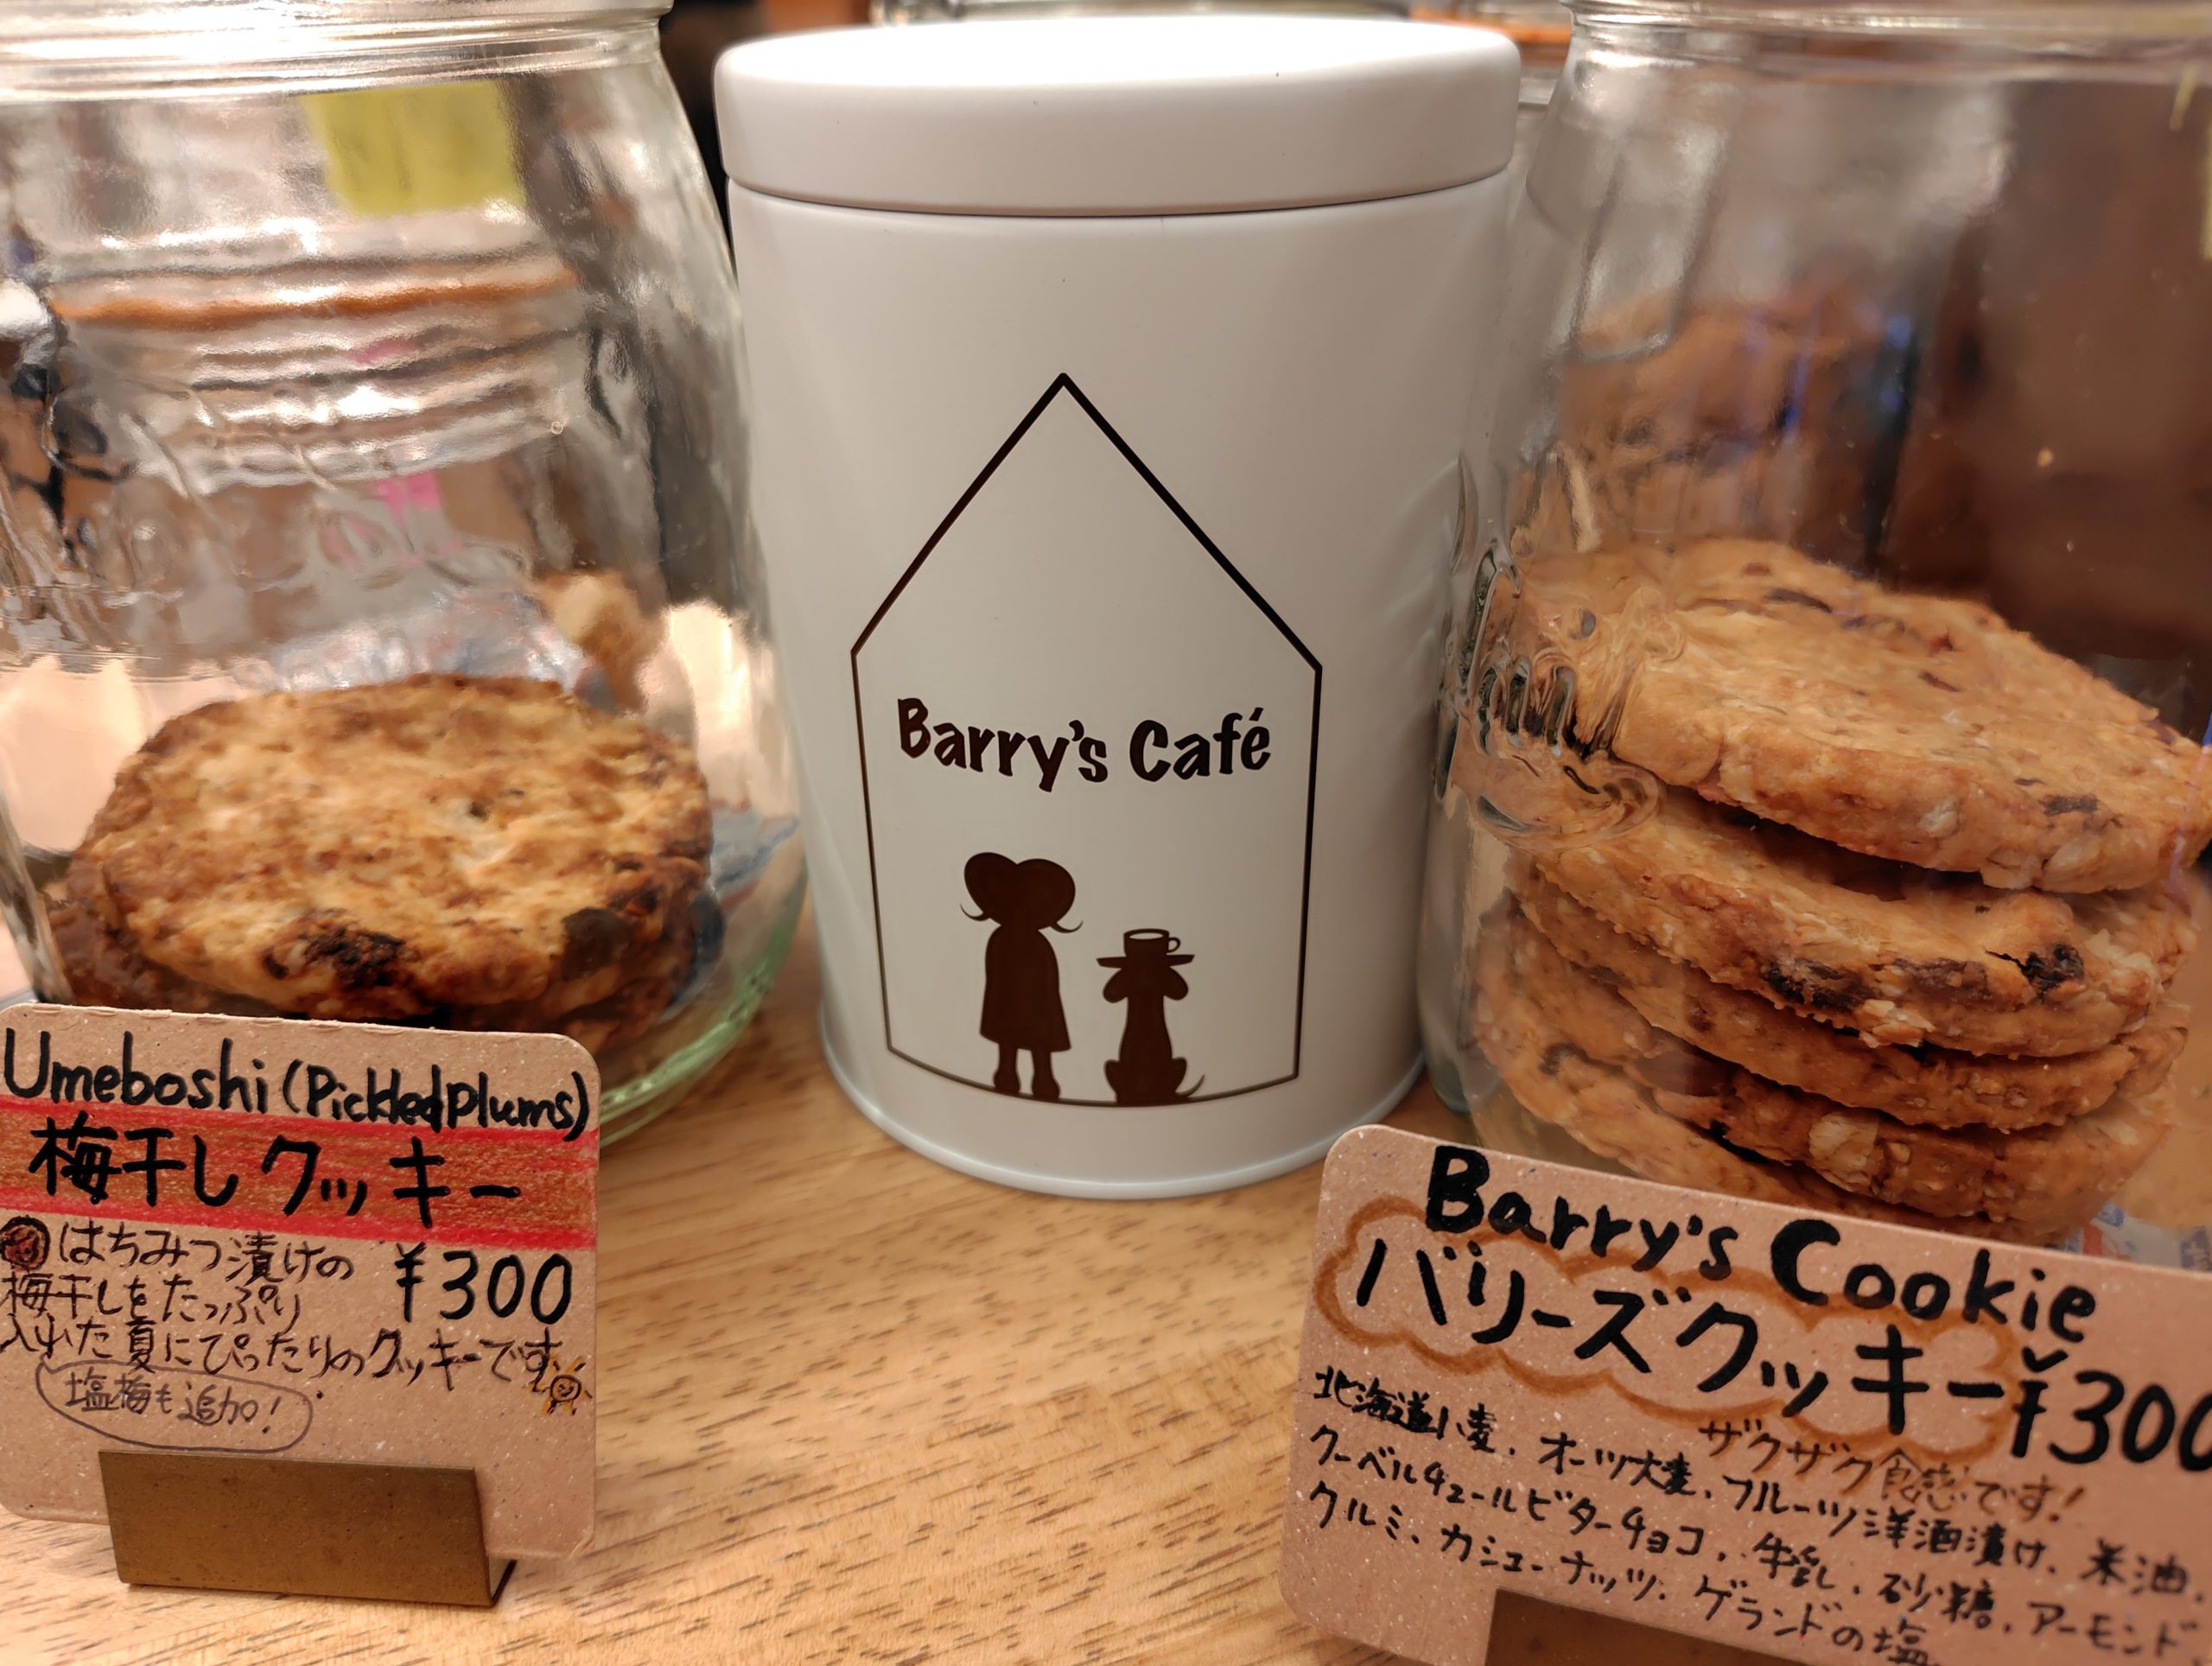 Barry's Café
Umeboshi (Pickled Plums)
梅干しクッキー
はちみつ漬けの
梅干しをたっぷり
¥300
入れた夏にぴったりのクッキーです
塩梅も追加!
Barry's Cookie
バリーズクッキー ¥300
ザクザク食感です!
北海道小麦、オーツ大麦、フルーツ洋酒漬け、米油、
クーベルチュールビターチョコ、牛乳、砂糖、アーモンド、
クルミ、カシューナッツ、ゲランドの塩